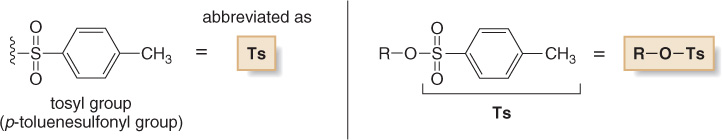 abbreviated as
O
S
O
CH₃
=
Ts
tosyl group
(p-toluenesulfonyl group)
R—O—S
O
O
CH₃
=
R—O—Ts
Ts